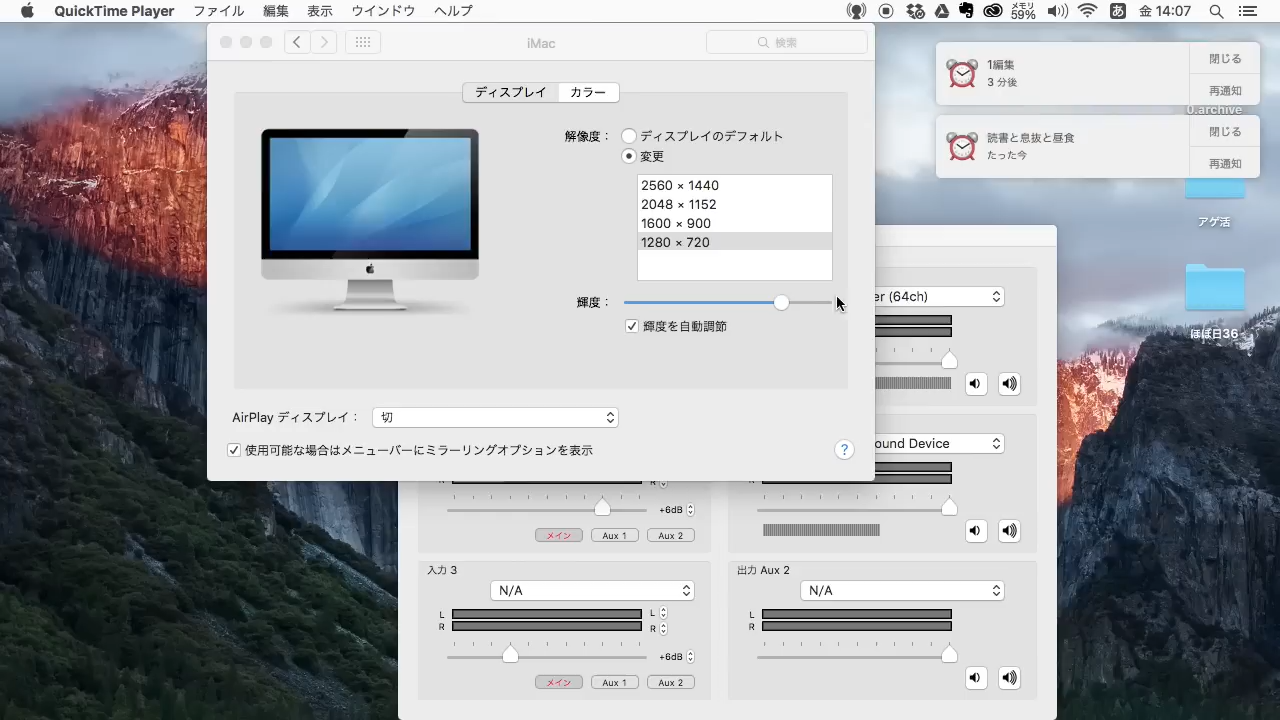 QuickTime Player ファイル 編集 表示 ウインドウ ヘルプ
メモリ
59%
あ 金 14:07
iMac
検索
ディスプレイ カラー
解像度：
ディスプレイのデフォルト
変更
2560 × 1440
2048 × 1152
1600 × 900
1280 × 720
輝度：
輝度を自動調節
AirPlay ディスプレイ： 切
使用可能な場合はメニューバーにミラーリングオプションを表示
?
1編集
3 分後
閉じる
再通知
0.archive
読書と息抜と昼食
たった今
閉じる
再通知
アゲ活
ほぼ日36
er (64ch)
ound Device
R
+6dB
メイン Aux 1 Aux 2
入力 3
N/A
L L
R R
+6dB
メイン Aux 1 Aux 2
出力 Aux 2
N/A
L
R